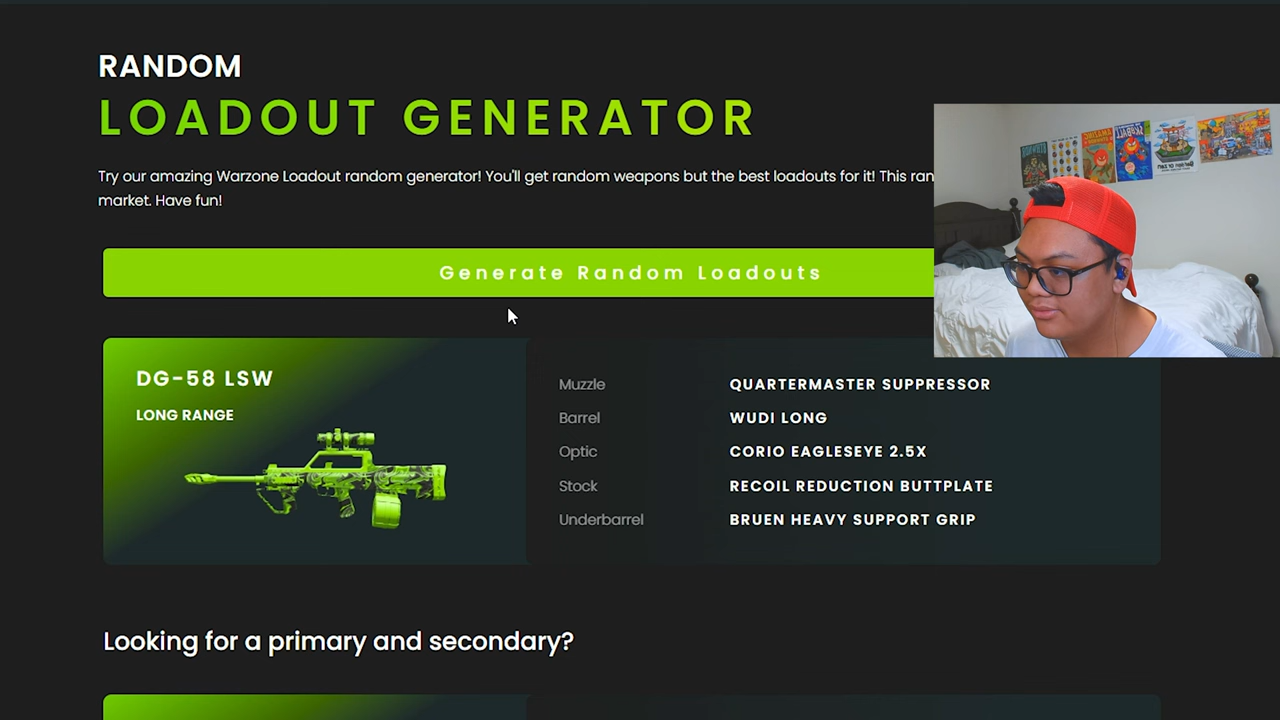 RANDOM
LOADOUT GENERATOR
Try our amazing Warzone Loadout random generator! You'll get random weapons but the best loadouts for it! This ran
market. Have fun!
Generate Random Loadouts
DG-58 LSW
LONG RANGE
Muzzle QUARTERMASTER SUPPRESSOR
Barrel WUDI LONG
Optic CORIO EAGLESEYE 2.5X
Stock RECOIL REDUCTION BUTTPLATE
Underbarrel BRUEN HEAVY SUPPORT GRIP
Looking for a primary and secondary?